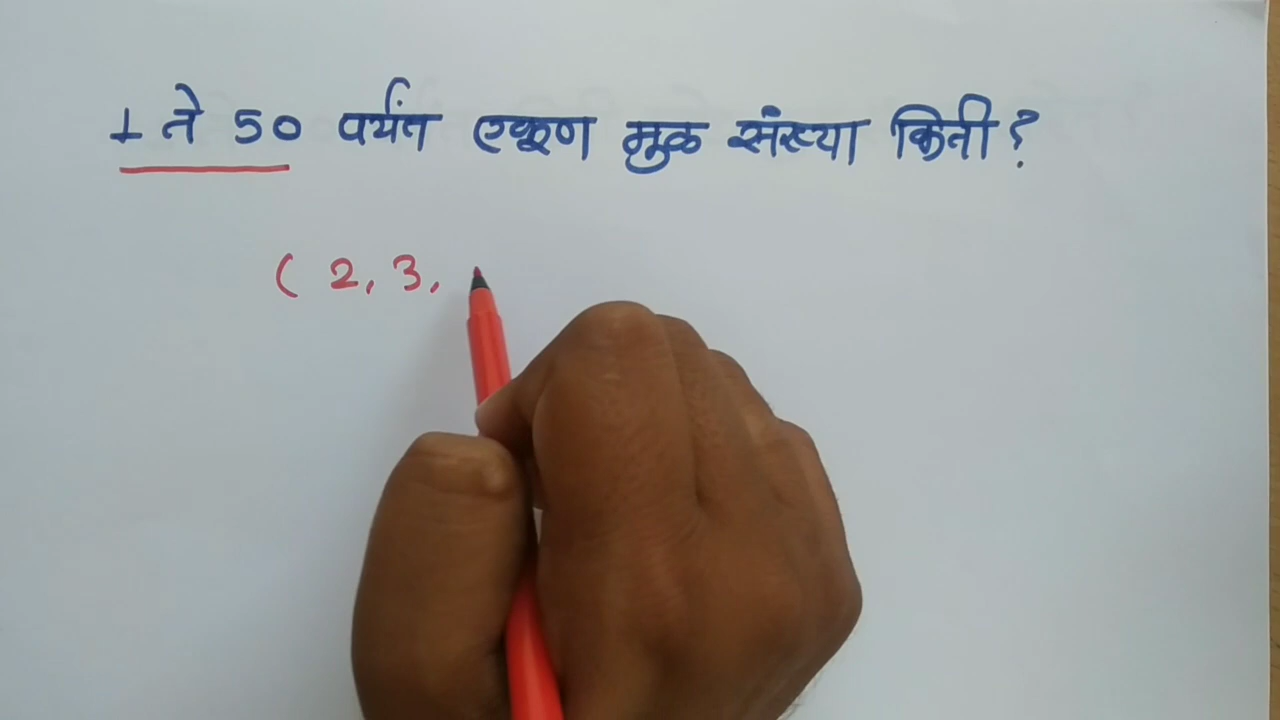 1 ते 50 पर्यंत एकूण मुळ संख्या किती?
( 2, 3,